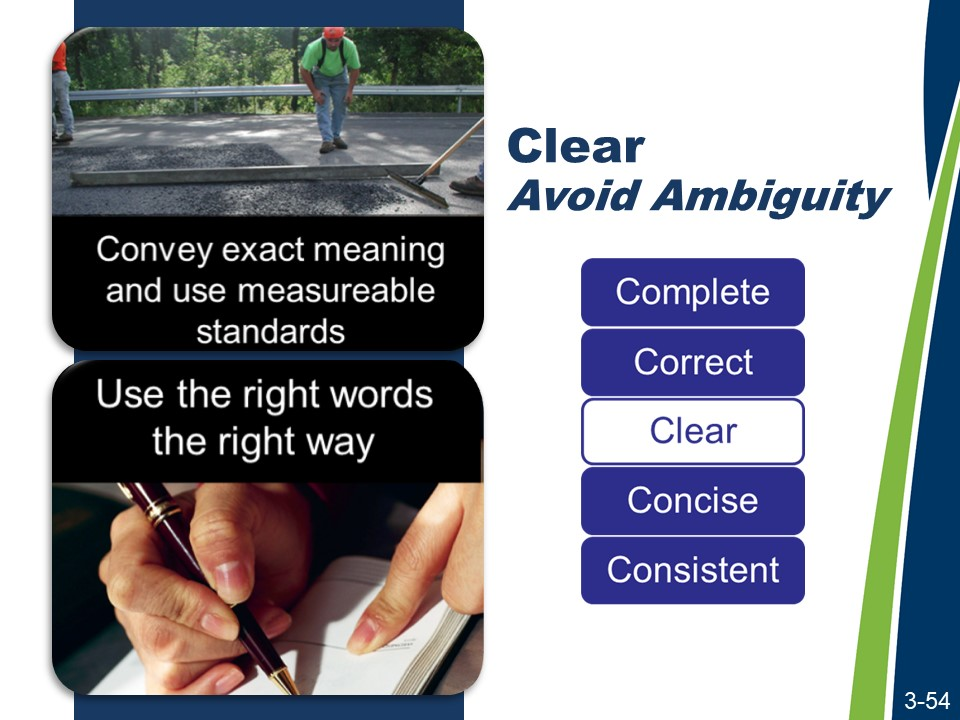 Clear
Avoid Ambiguity
Convey exact meaning
and use measureable
standards
Use the right words
the right way
Complete
Correct
Clear
Concise
Consistent
3-54